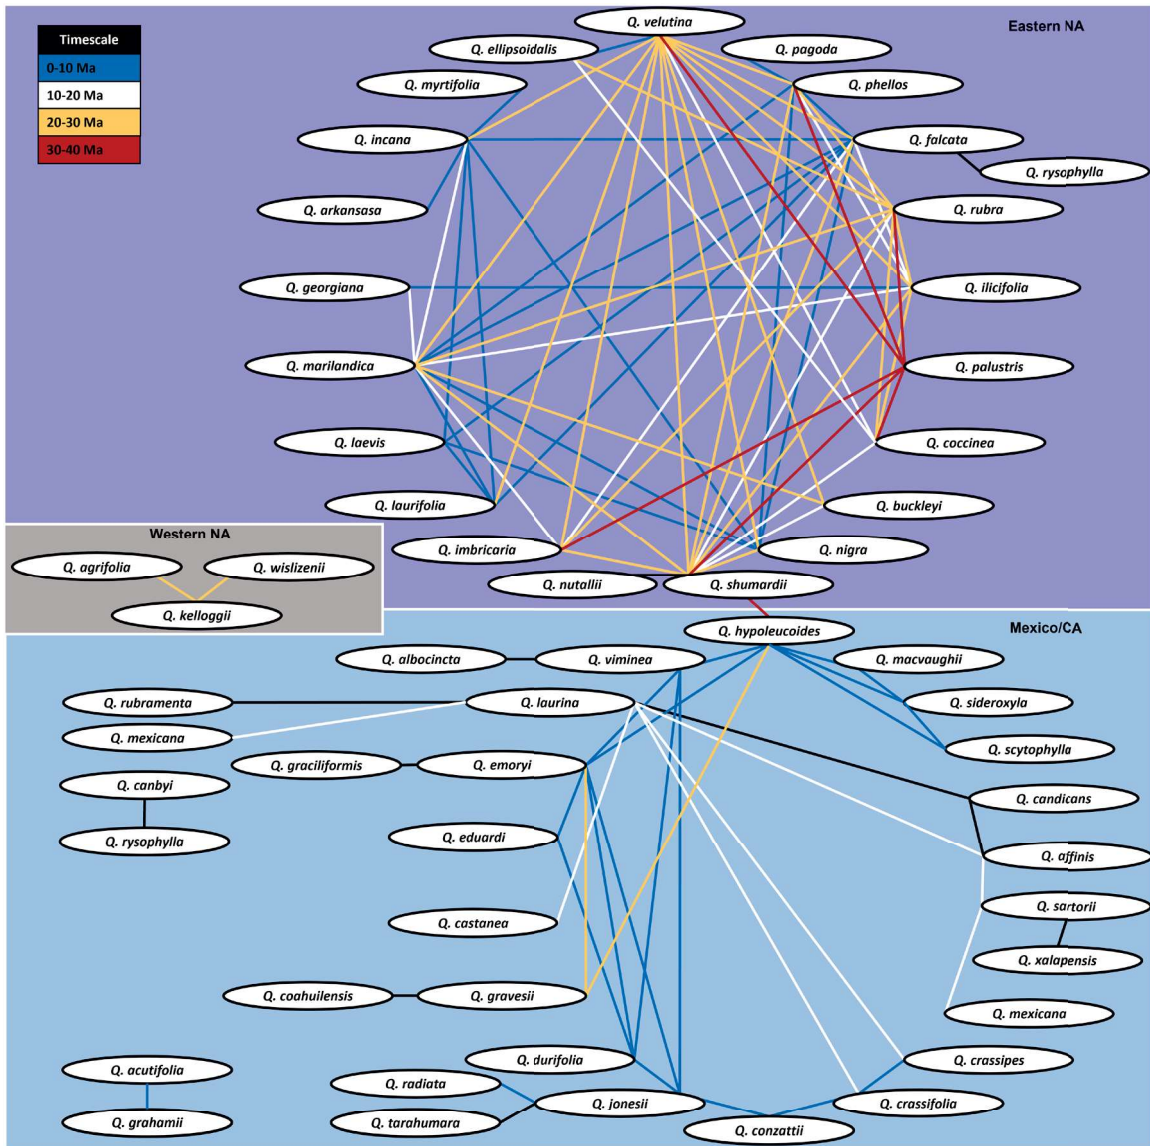 Timescale
0-10 Ma
10-20 Ma
20-30 Ma
30-40 Ma
Eastern NA
Q. velutina
Q. ellipsoidalis
Q. pagoda
Q. myrtifolia
Q. phellos
Q. incana
Q. falcata
Q. rysophylla
Q. arkansasa
Q. rubra
Q. georgiana
Q. ilicifolia
Q. marilandica
Q. palustris
Q. laevis
Q. coccinea
Q. laurifolia
Q. buckleyi
Q. imbricaria
Q. nigra
Q. nutallii
Q. shumardii
Western NA
Q. agrifolia
Q. wislizenii
Q. kelloggii
Mexico/CA
Q. hypoleucoides
Q. albocincta
Q. viminea
Q. macvaughii
Q. rubramenta
Q. laurina
Q. sideroxyla
Q. mexicana
Q. scytophylla
Q. graciliformis
Q. emoryi
Q. canbyi
Q. candicans
Q. rysophylla
Q. eduardi
Q. affinis
Q. castanea
Q. sartorii
Q. xalapensis
Q. coahuilensis
Q. gravesii
Q. mexicana
Q. durifolia
Q. crassipes
Q. acutifolia
Q. radiata
Q. jonesii
Q. crassifolia
Q. grahamii
Q. tarahumara
Q. conzattii